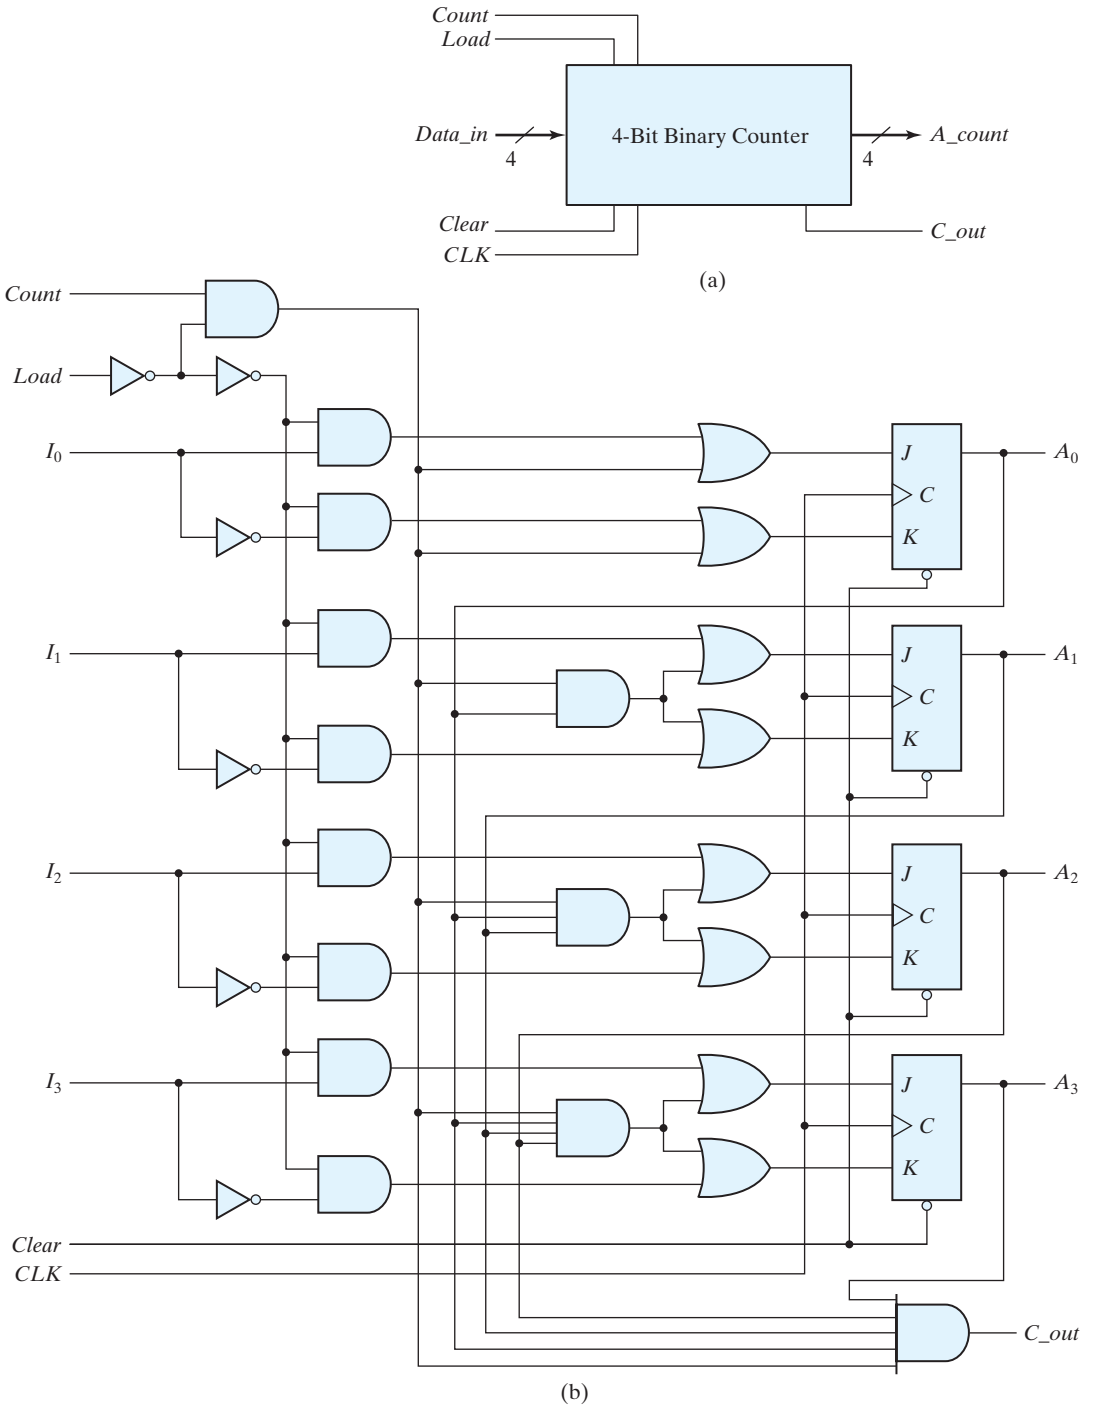 Count
Load
Data_in
4
4-Bit Binary Counter
4
A_count
Clear
CLK
C_out
(a)
Count
Load
I0
J
A0
C
K
I1
J
A1
C
K
I2
J
A2
C
K
I3
J
A3
C
K
Clear
CLK
C_out
(b)